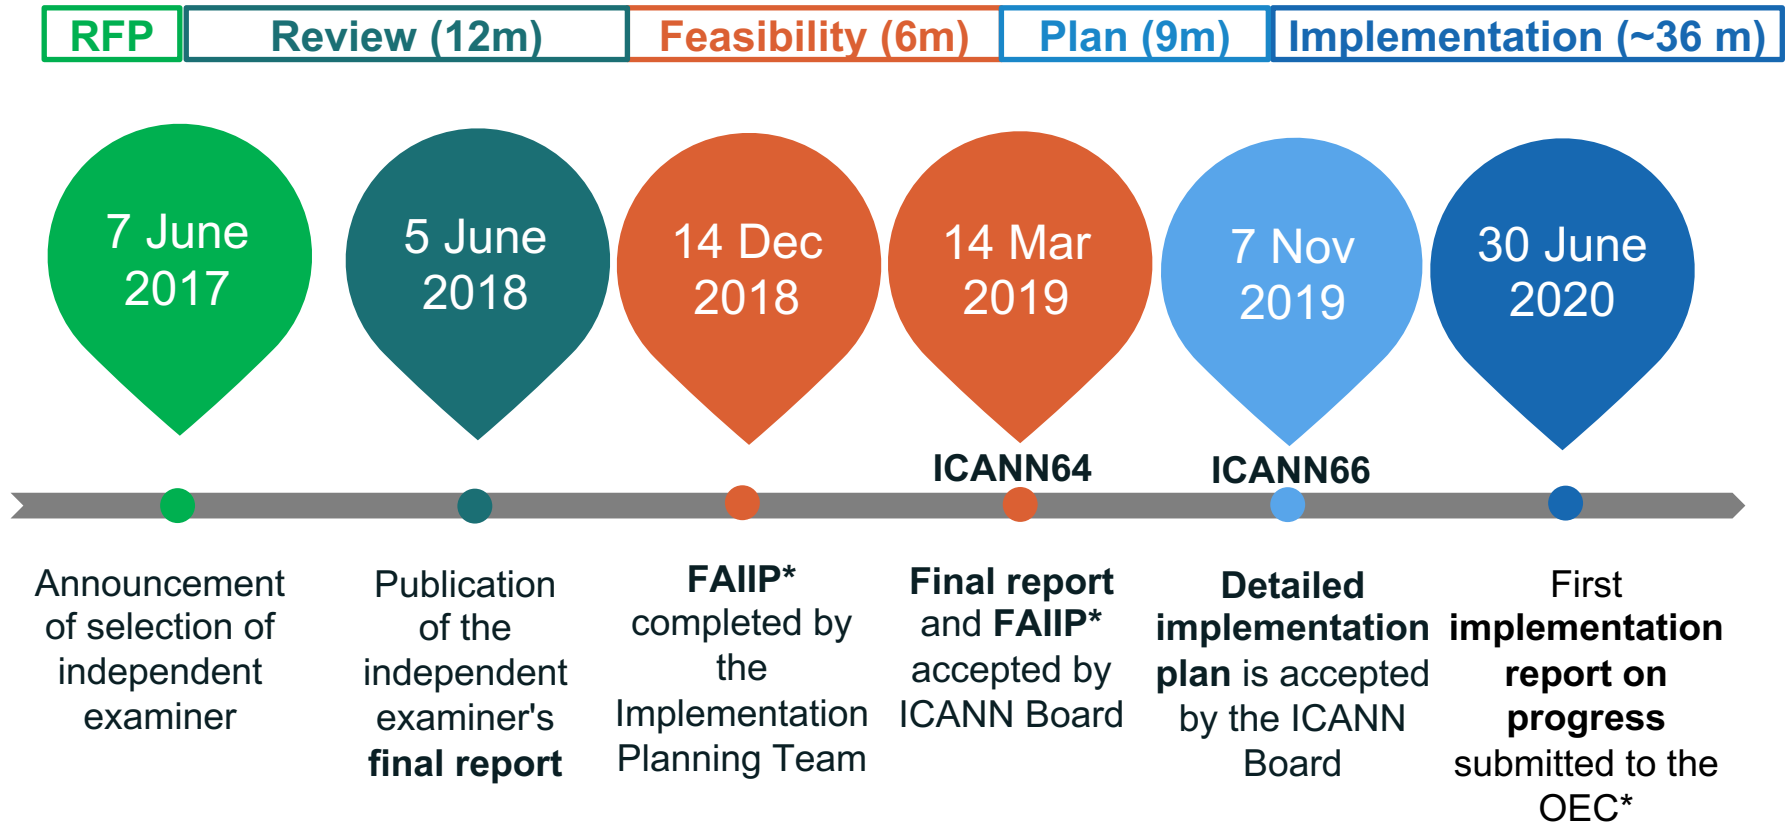 RFP
Review (12m)
Feasibility (6m)
Plan (9m)
Implementation (~36 m)
7 June
2017
5 June
2018
14 Dec
2018
14 Mar
2019
7 Nov
2019
30 June
2020
ICANN64
ICANN66
Announcement
of selection of
independent
examiner
Publication
of the
independent
examiner's
final report
FAIIP*
completed by
the
Implementation
Planning Team
Final report
and FAIIP*
accepted by
ICANN Board
Detailed
implementation
plan is accepted
by the ICANN
Board
First
implementation
report on
progress
submitted to the
OEC*